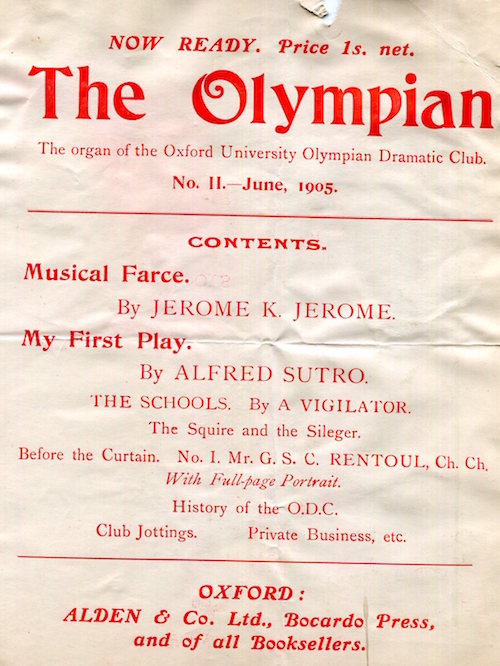 NOW READY. Price 1s. net.
The Olympian
The organ of the Oxford University Olympian Dramatic Club.
No. II.—June, 1905.
CONTENTS.
Musical Farce.
By JEROME K. JEROME.
My First Play.
By ALFRED SUTRO.
THE SCHOOLS. By A VIGILATOR.
The Squire and the Sileger.
Before the Curtain. No. I. Mr. G. S. C. RENTOUL, Ch. Ch.
With Full-page Portrait.
History of the O.D.C.
Club Jottings. Private Business, etc.
OXFORD:
ALDEN & Co. Ltd., Bocardo Press,
and of all Booksellers.